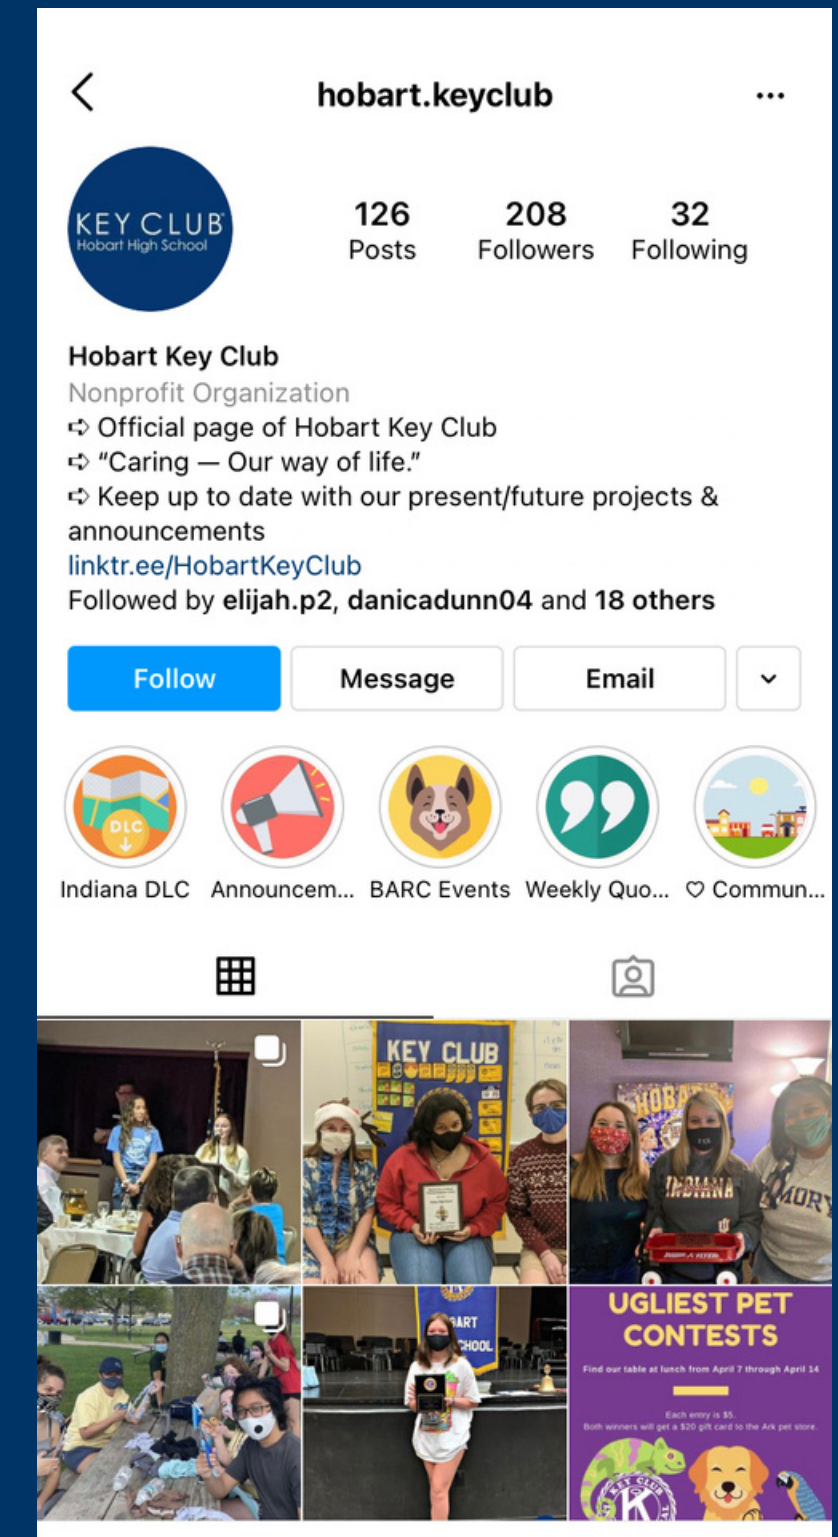 hobart.keyclub
KEY CLUB
Hobart High School
126
Posts
208
Followers
32
Following
Hobart Key Club
Nonprofit Organization
➪ Official page of Hobart Key Club
➪ “Caring — Our way of life.”
➪ Keep up to date with our present/future projects &
announcements
linktr.ee/HobartKeyClub
Followed by elijah.p2, danicadunn04 and 18 others
Follow
Message
Email
DLC
Indiana DLC
Announcem...
BARC Events
Weekly Quo...
♡ Commun...
KEY CLUB
HOBART
INDIANA
UGLIEST PET
CONTESTS
Find our table at lunch from April 7 through April 14
Each entry is $5.
Both winners will get a $20 gift card to the Ark pet store.
KEY CLUB
K